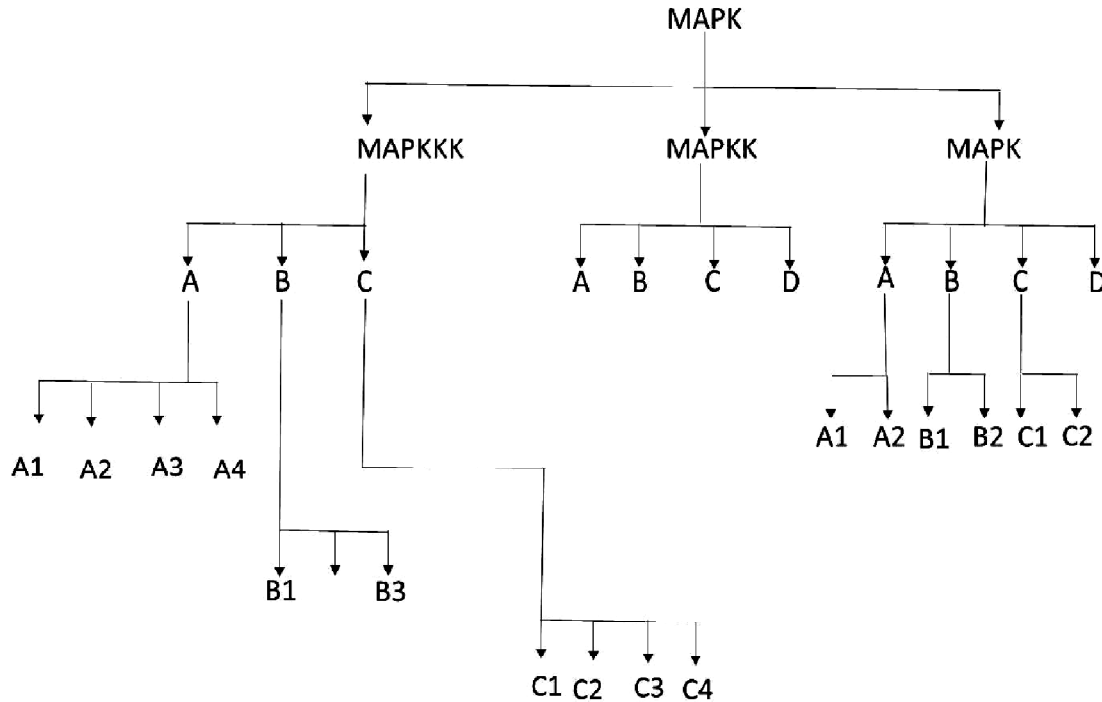 MAPK
MAPKKK MAPKK MAPK
A B C A B C D A B C D
A1 A2 B1 B2 C1 C2
A1 A2 A3 A4
B1 B3
C1 C2 C3 C4